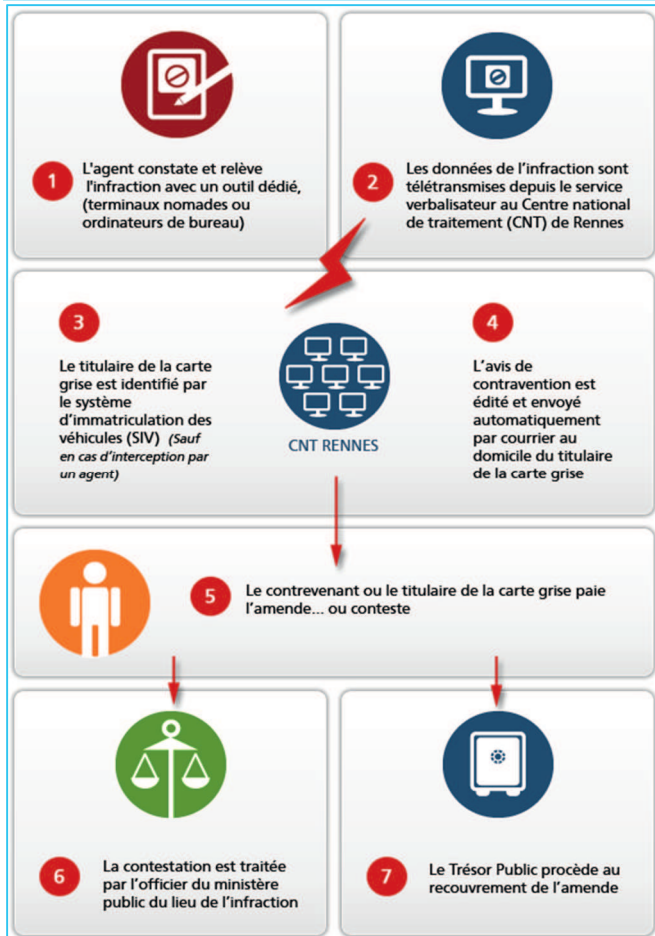 1
L'agent constate et relève
l'infraction avec un outil dédié,
(terminaux nomades ou
ordinateurs de bureau)
2
Les données de l'infraction sont
télétransmises depuis le service
verbalisateur au Centre national
de traitement (CNT) de Rennes
3
Le titulaire de la carte
grise est identifié par
le système
d'immatriculation des
véhicules (SIV) (Sauf
en cas d'interception par
un agent)
CNT RENNES
4
L'avis de
contravention est
édité et envoyé
automatiquement
par courrier au
domicile du titulaire
de la carte grise
5
Le contrevenant ou le titulaire de la carte grise paie
l'amende... ou conteste
6
La contestation est traitée
par l'officier du ministère
public du lieu de l'infraction
7
Le Trésor Public procède au
recouvrement de l'amende